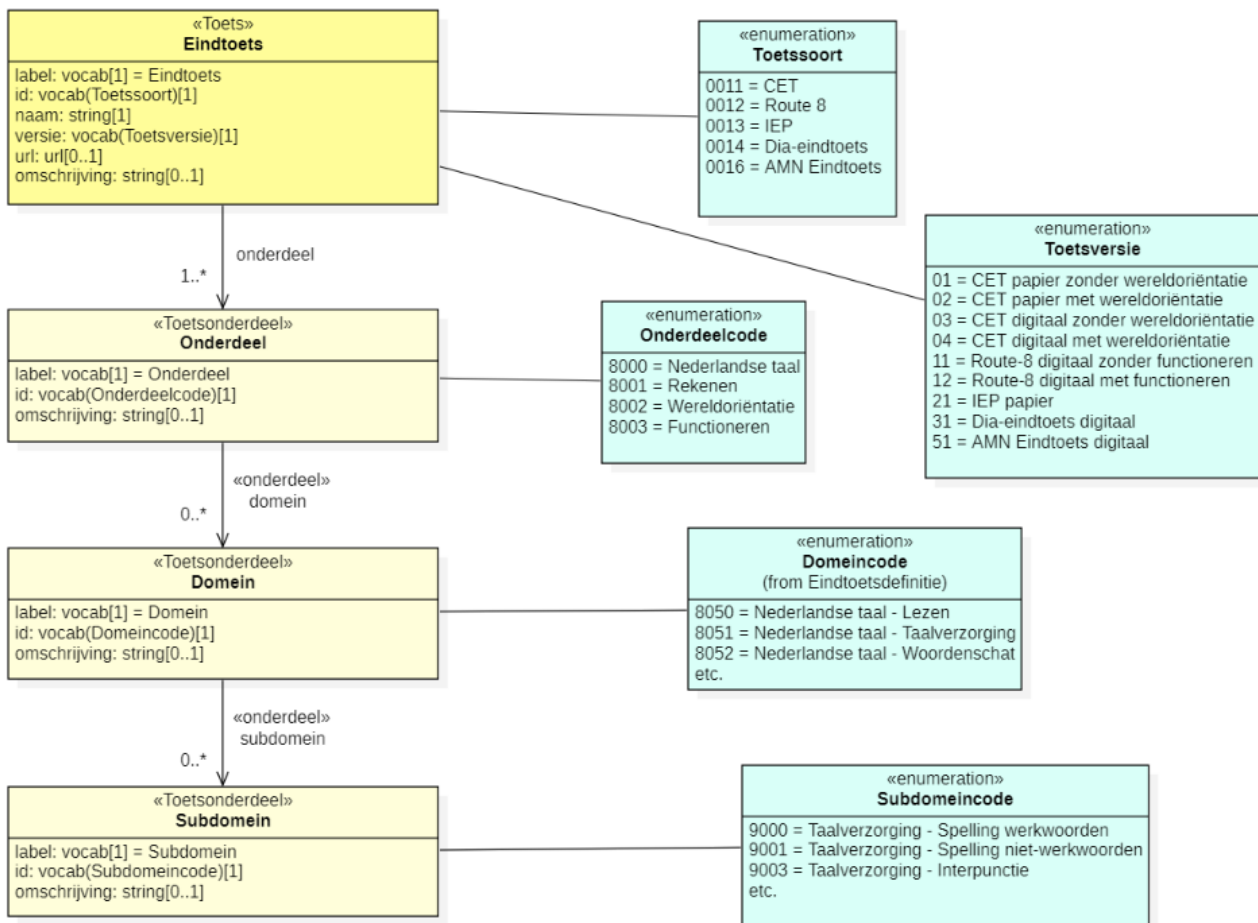 «Toets»
Eindtoets
label: vocab[1] = Eindtoets
id: vocab(Toetssoort)[1]
naam: string[1]
versie: vocab(Toetsversie)[1]
url: url[0..1]
omschrijving: string[0..1]
«enumeration»
Toetssoort
0011 = CET
0012 = Route 8
0013 = IEP
0014 = Dia-eindtoets
0016 = AMN Eindtoets
«enumeration»
Toetsversie
01 = CET papier zonder wereldoriëntatie
02 = CET papier met wereldoriëntatie
03 = CET digitaal zonder wereldoriëntatie
04 = CET digitaal met wereldoriëntatie
11 = Route-8 digitaal zonder functioneren
12 = Route-8 digitaal met functioneren
21 = IEP papier
31 = Dia-eindtoets digitaal
51 = AMN Eindtoets digitaal
onderdeel
1..*
«Toetsonderdeel»
Onderdeel
label: vocab[1] = Onderdeel
id: vocab(Onderdeelcode)[1]
omschrijving: string[0..1]
«enumeration»
Onderdeelcode
8000 = Nederlandse taal
8001 = Rekenen
8002 = Wereldoriëntatie
8003 = Functioneren
«onderdeel»
domein
0..*
«Toetsonderdeel»
Domein
label: vocab[1] = Domein
id: vocab(Domeincode)[1]
omschrijving: string[0..1]
«enumeration»
Domeincode
(from Eindtoetsdefinitie)
8050 = Nederlandse taal - Lezen
8051 = Nederlandse taal - Taalverzorging
8052 = Nederlandse taal - Woordenschat
etc.
«onderdeel»
subdomein
0..*
«Toetsonderdeel»
Subdomein
label: vocab[1] = Subdomein
id: vocab(Subdomeincode)[1]
omschrijving: string[0..1]
«enumeration»
Subdomeincode
9000 = Taalverzorging - Spelling werkwoorden
9001 = Taalverzorging - Spelling niet-werkwoorden
9003 = Taalverzorging - Interpunctie
etc.